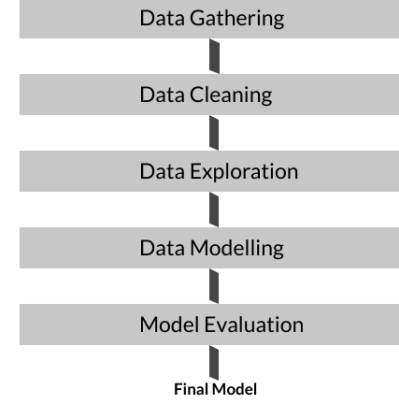 Data Gathering
Data Cleaning
Data Exploration
Data Modelling
Model Evaluation
Final Model